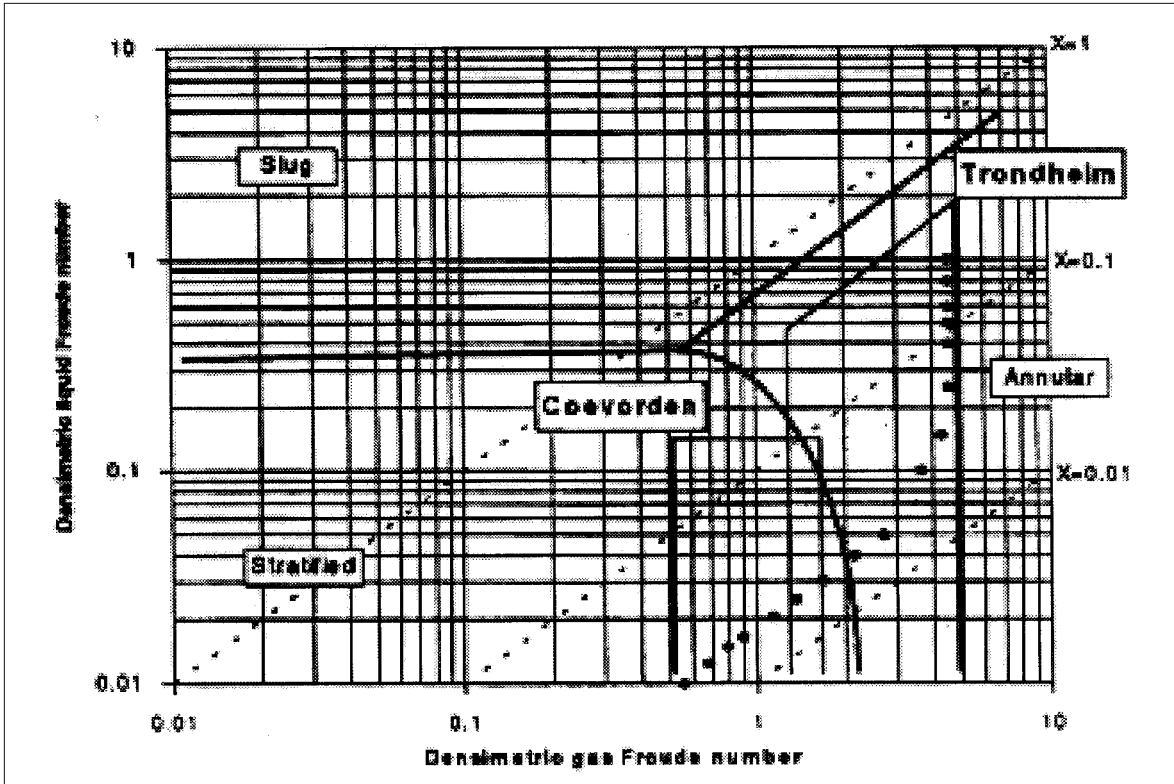 10
X=1
Slug
Trondheim
1
X=0.1
Annular
Coevorden
0.1
X=0.01
Stratified
0.01
0.01
0.1
1
10
Densimetric gas Froude number
Densimetric liquid Froude number